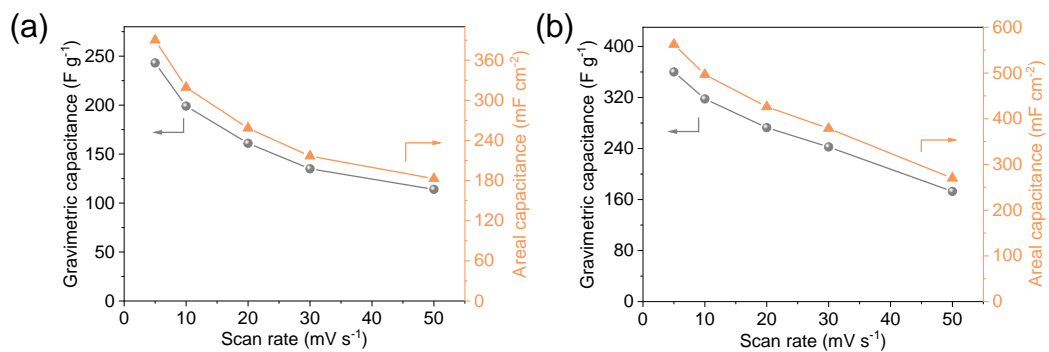 (a)
Gravimetric capacitance (F g⁻¹)
250
200
150
100
50
0
0 10 20 30 40 50
Scan rate (mV s⁻¹)
360
300
240
180
120
60
0
Areal capacitance (mF cm⁻²)
(b)
Gravimetric capacitance (F g⁻¹)
400
320
240
160
80
0
0 10 20 30 40 50
Scan rate (mV s⁻¹)
600
500
400
300
200
100
0
Areal capacitance (mF cm⁻²)